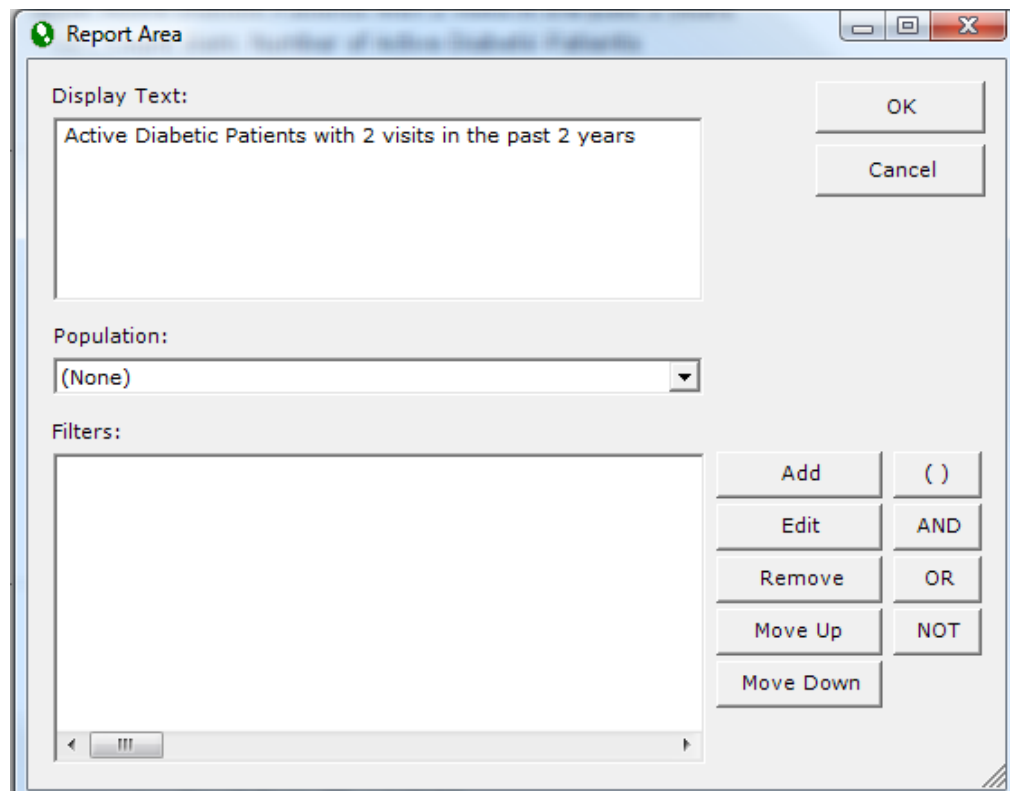 Report Area
Display Text:
Active Diabetic Patients with 2 visits in the past 2 years
OK
Cancel
Population:
(None)
Filters:
Add
( )
Edit
AND
Remove
OR
Move Up
NOT
Move Down